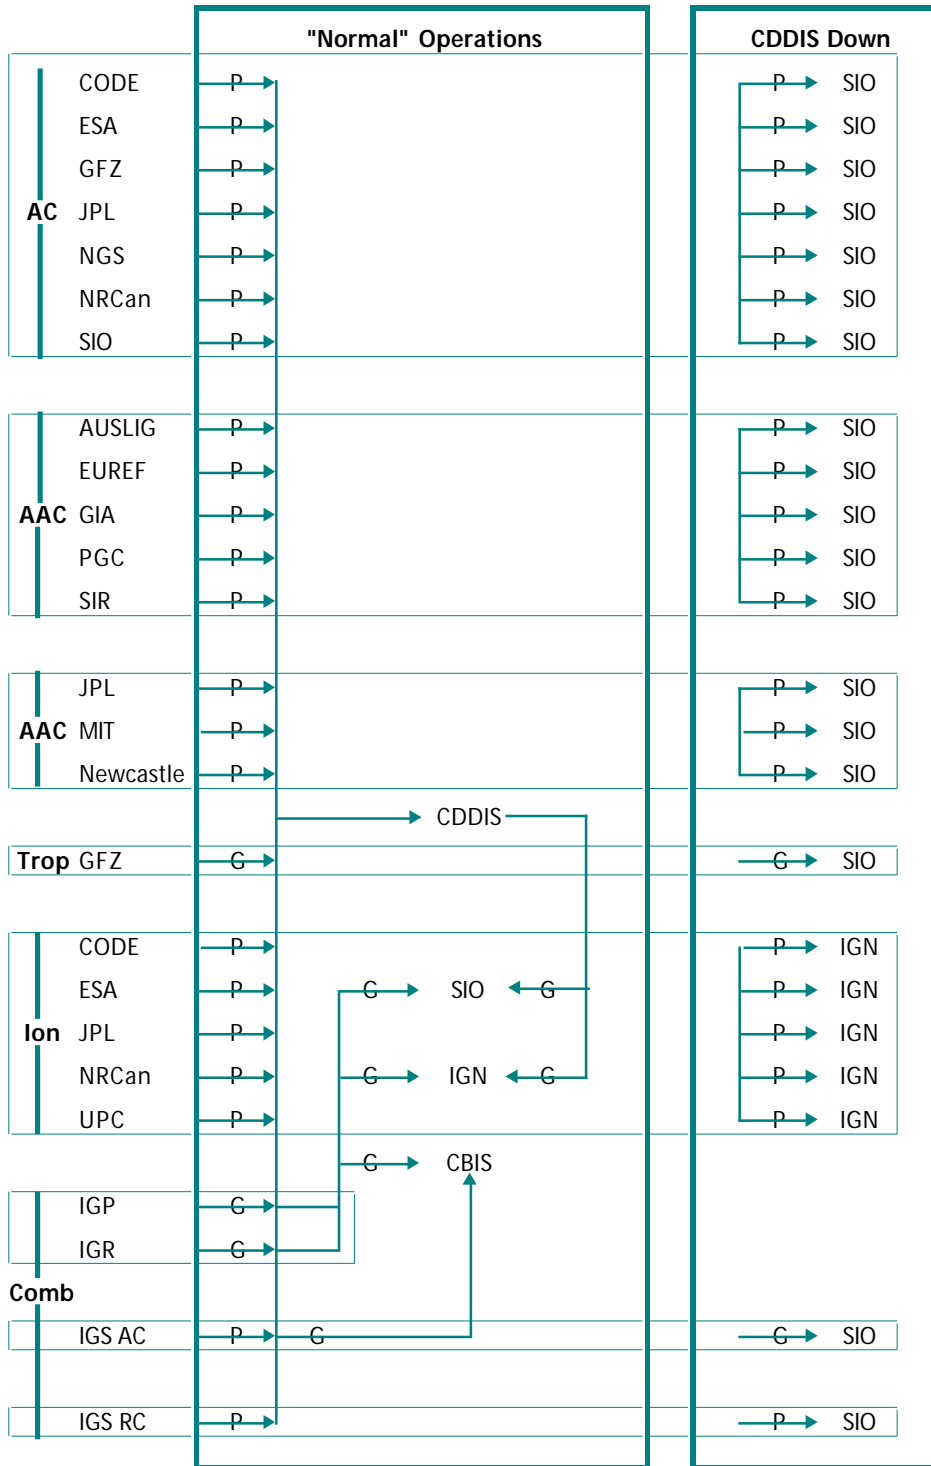 "Normal" Operations CDDIS Down
CODE P P SIO
ESA P P SIO
GFZ P P SIO
AC JPL P P SIO
NGS P P SIO
NRCan P P SIO
SIO P P SIO
AUSLIG P P SIO
EUREF P P SIO
AAC GIA P P SIO
PGC P P SIO
SIR P P SIO
JPL P P SIO
AAC MIT P P SIO
Newcastle P P SIO
CDDIS
Trop GFZ G G SIO
CODE P P IGN
ESA P G SIO G P IGN
Ion JPL P P IGN
NRCan P G IGN G P IGN
UPC P P IGN
G CBIS
IGP G
IGR G
Comb
IGS AC P G G SIO
IGS RC P P SIO